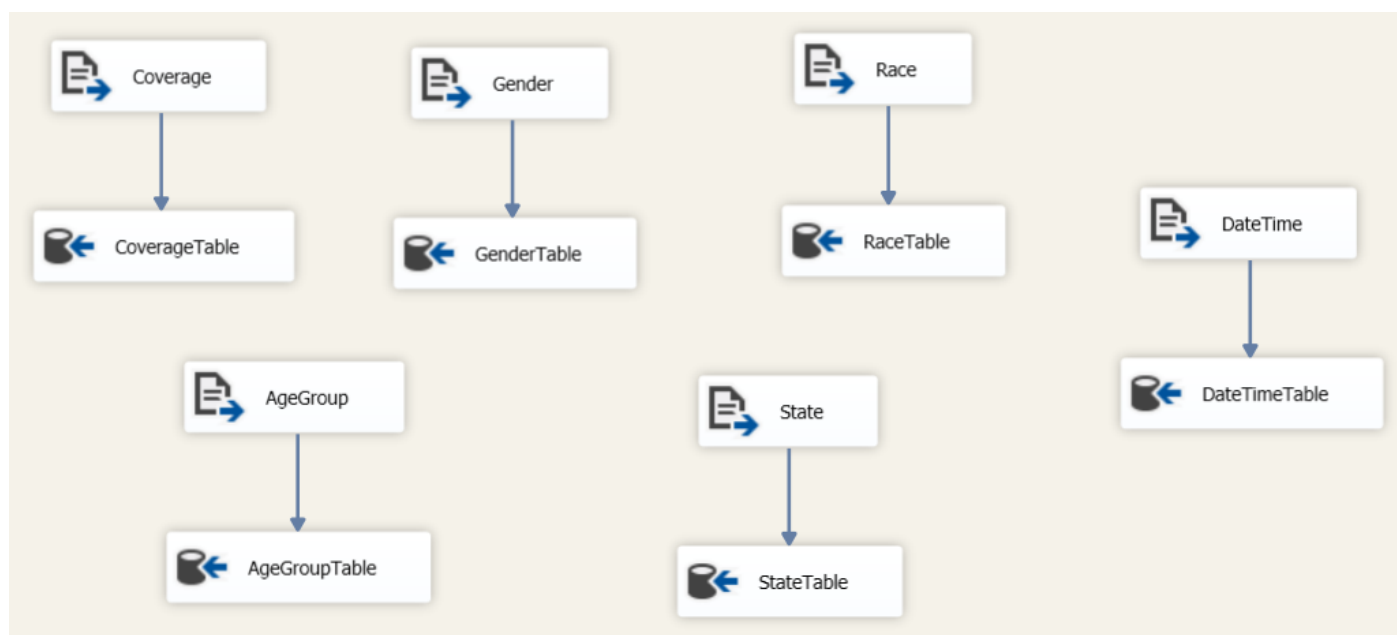 Coverage
Gender
Race
CoverageTable
GenderTable
RaceTable
DateTime
DateTimeTable
AgeGroup
State
AgeGroupTable
StateTable